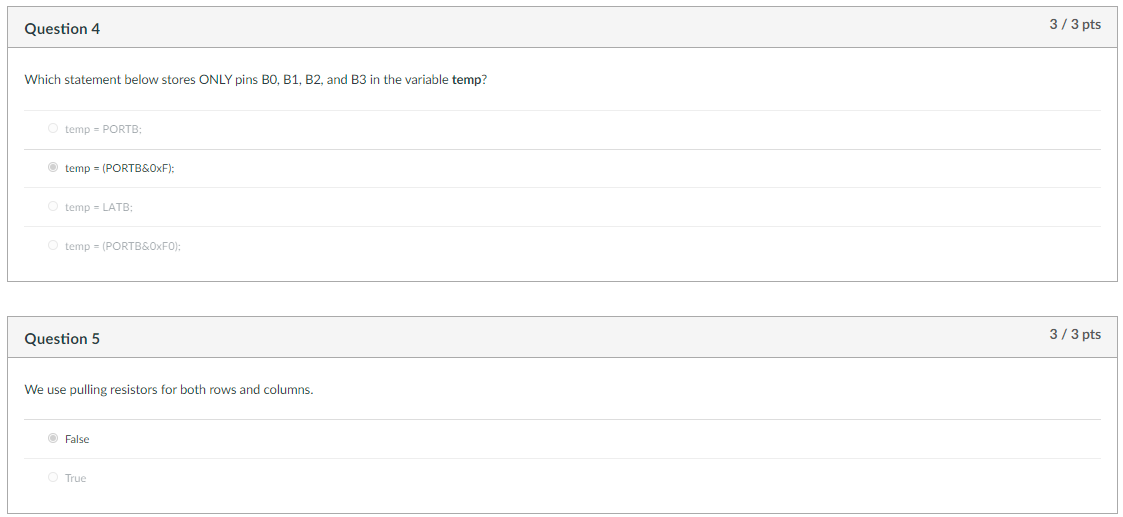 Question 4
3 / 3 pts
Which statement below stores ONLY pins B0, B1, B2, and B3 in the variable temp?
temp = PORTB;
temp = (PORTB&0xF);
temp = LATB;
temp = (PORTB&0xF0);
Question 5
3 / 3 pts
We use pulling resistors for both rows and columns.
False
True